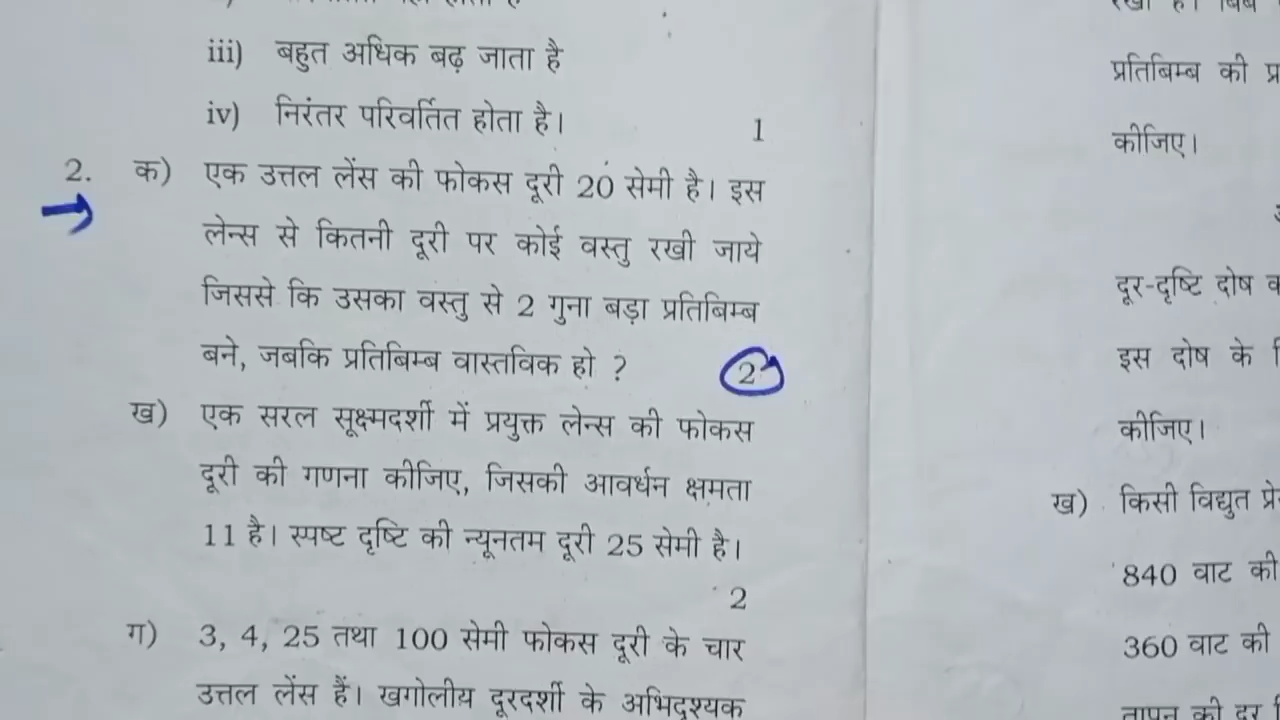 iii) बहुत अधिक बढ़ जाता है
iv) निरंतर परिवर्तित होता है।
1
2. क) एक उत्तल लेंस की फोकस दूरी 20 सेमी है। इस
लेन्स से कितनी दूरी पर कोई वस्तु रखी जाये
जिससे कि उसका वस्तु से 2 गुना बड़ा प्रतिबिम्ब
बने, जबकि प्रतिबिम्ब वास्तविक हो ?
2
ख) एक सरल सूक्ष्मदर्शी में प्रयुक्त लेन्स की फोकस
दूरी की गणना कीजिए, जिसकी आवर्धन क्षमता
11 है। स्पष्ट दृष्टि की न्यूनतम दूरी 25 सेमी है।
2
ग) 3, 4, 25 तथा 100 सेमी फोकस दूरी के चार
उत्तल लेंस हैं। खगोलीय दूरदर्शी के अभिदृश्यक
प्रतिबिम्ब की
कीजिए।
दूर-दृष्टि दोष
इस दोष के
कीजिए।
ख) किसी विद्युत
840 वाट की
360 वाट की
तापन की दर